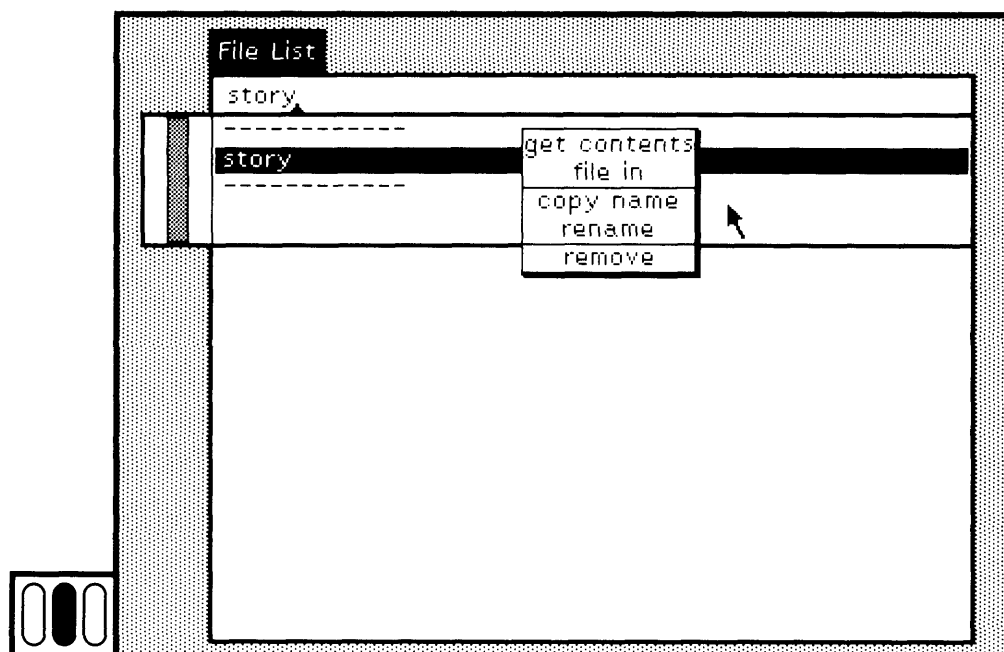 File List
story
------------
story
------------
get contents
file in
copy name
rename
remove